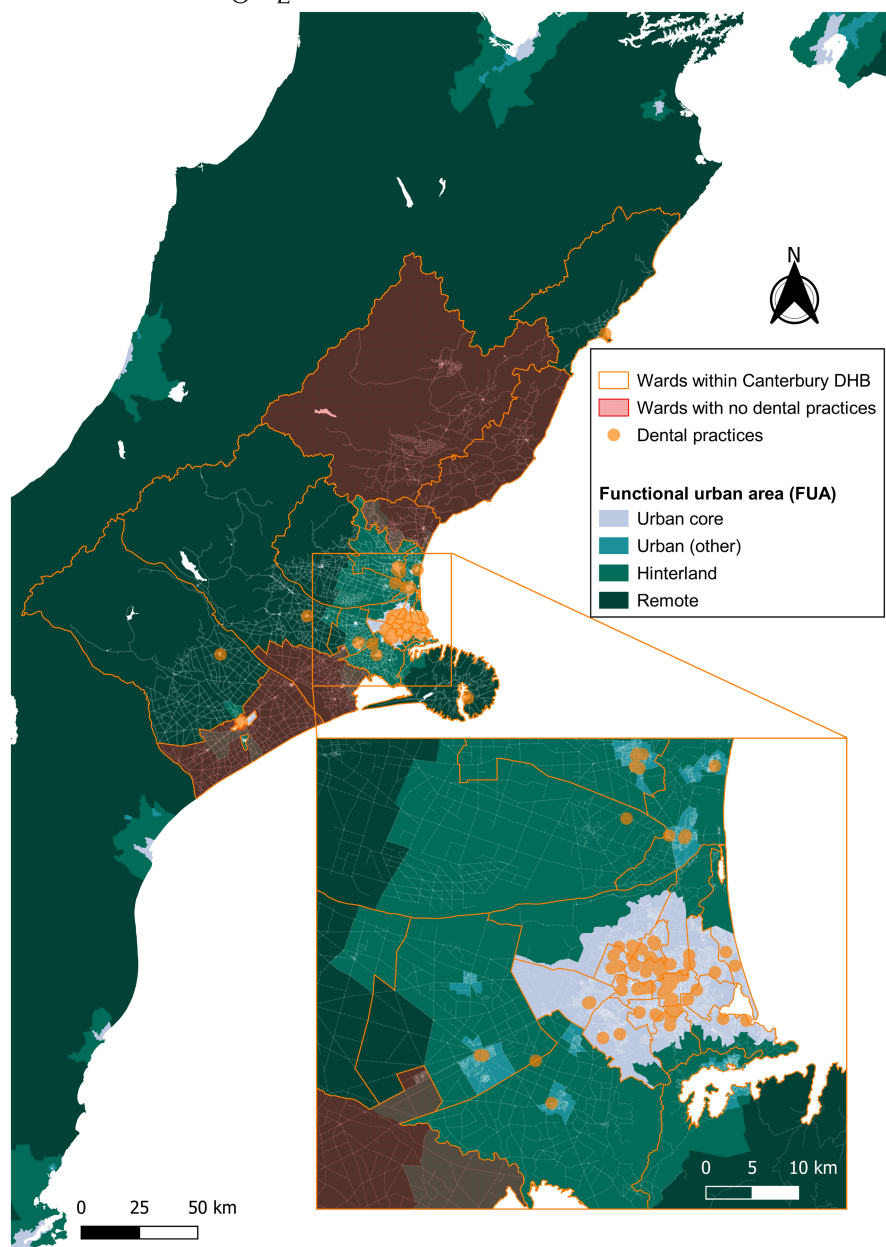 N
Wards within Canterbury DHB
Wards with no dental practices
Dental practices
Functional urban area (FUA)
Urban core
Urban (other)
Hinterland
Remote
0 5 10 km
0 25 50 km